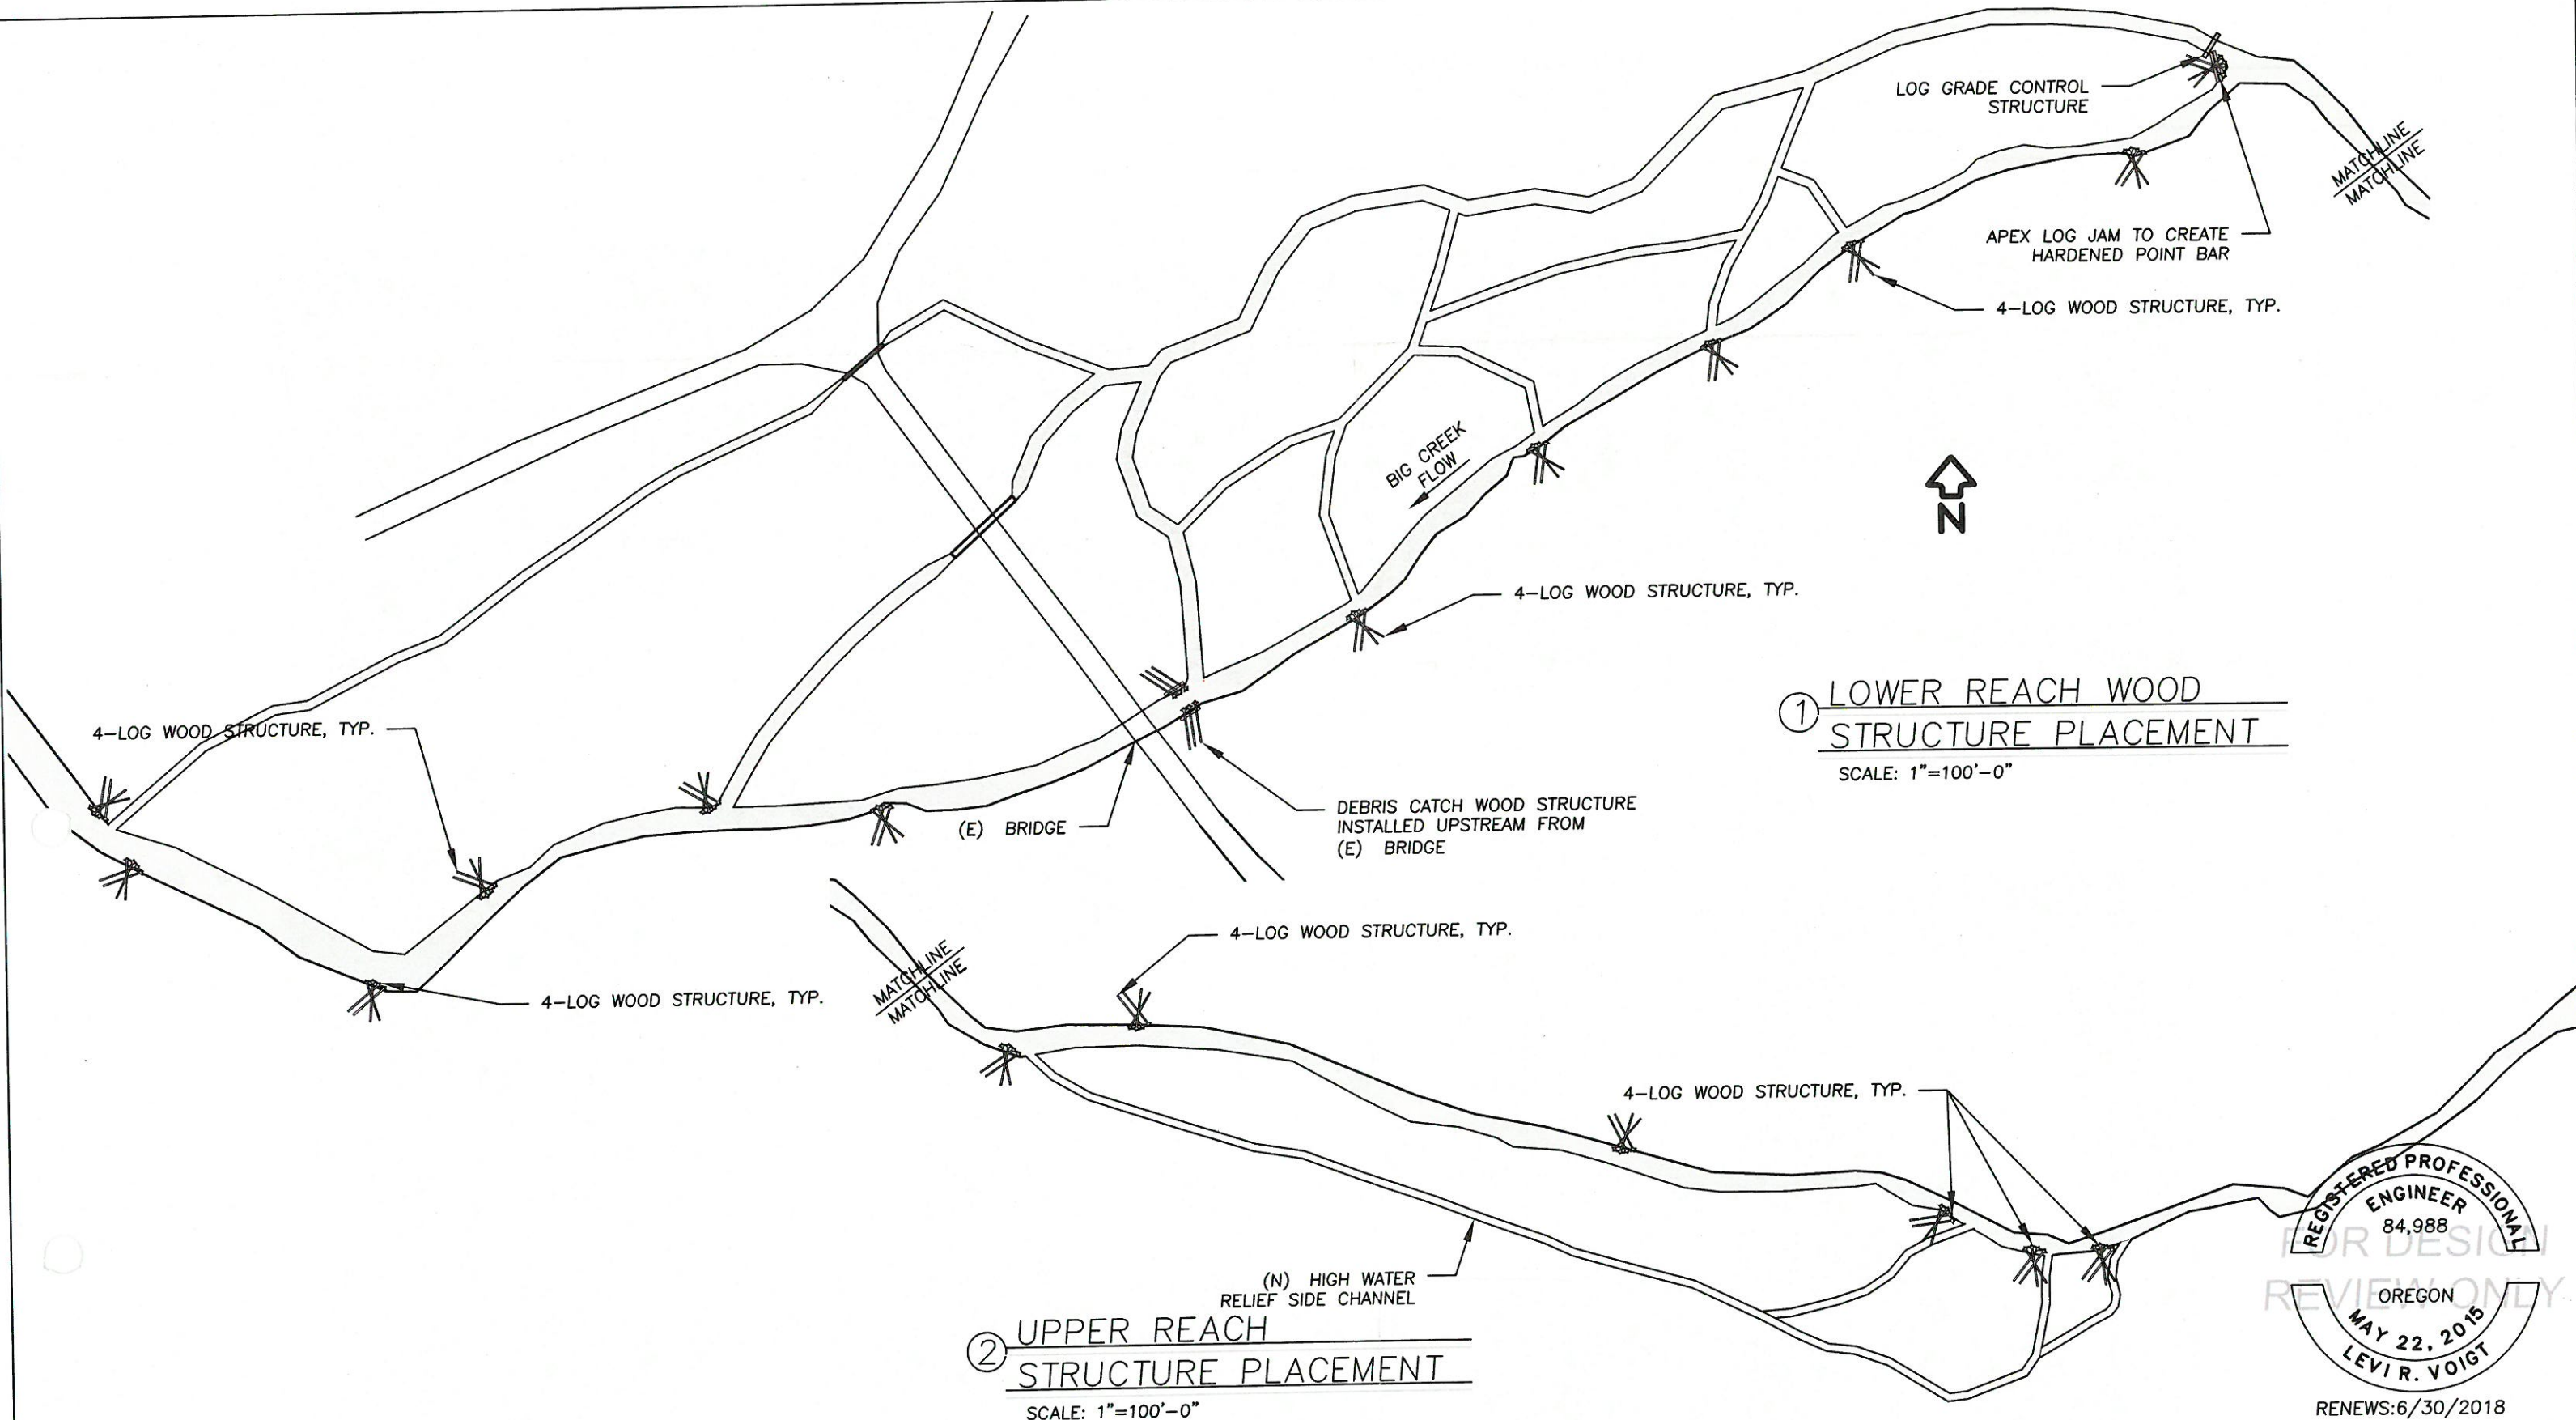 LOG GRADE CONTROL
STRUCTURE
MATCHLINE
MATCHLINE
APEX LOG JAM TO CREATE
HARDENED POINT BAR
4-LOG WOOD STRUCTURE, TYP.
BIG CREEK
FLOW
N
4-LOG WOOD STRUCTURE, TYP.
1 LOWER REACH WOOD
STRUCTURE PLACEMENT
SCALE: 1"=100'-0"
4-LOG WOOD STRUCTURE, TYP.
(E) BRIDGE
DEBRIS CATCH WOOD STRUCTURE
INSTALLED UPSTREAM FROM
(E) BRIDGE
4-LOG WOOD STRUCTURE, TYP.
MATCHLINE
MATCHLINE
4-LOG WOOD STRUCTURE, TYP.
4-LOG WOOD STRUCTURE, TYP.
(N) HIGH WATER
RELIEF SIDE CHANNEL
2 UPPER REACH
STRUCTURE PLACEMENT
SCALE: 1"=100'-0"
REGISTERED PROFESSIONAL
ENGINEER
84,988
FOR DESIGN
REVIEW ONLY
OREGON
MAY 22, 2015
LEVI R. VOIGT
RENEWS:6/30/2018